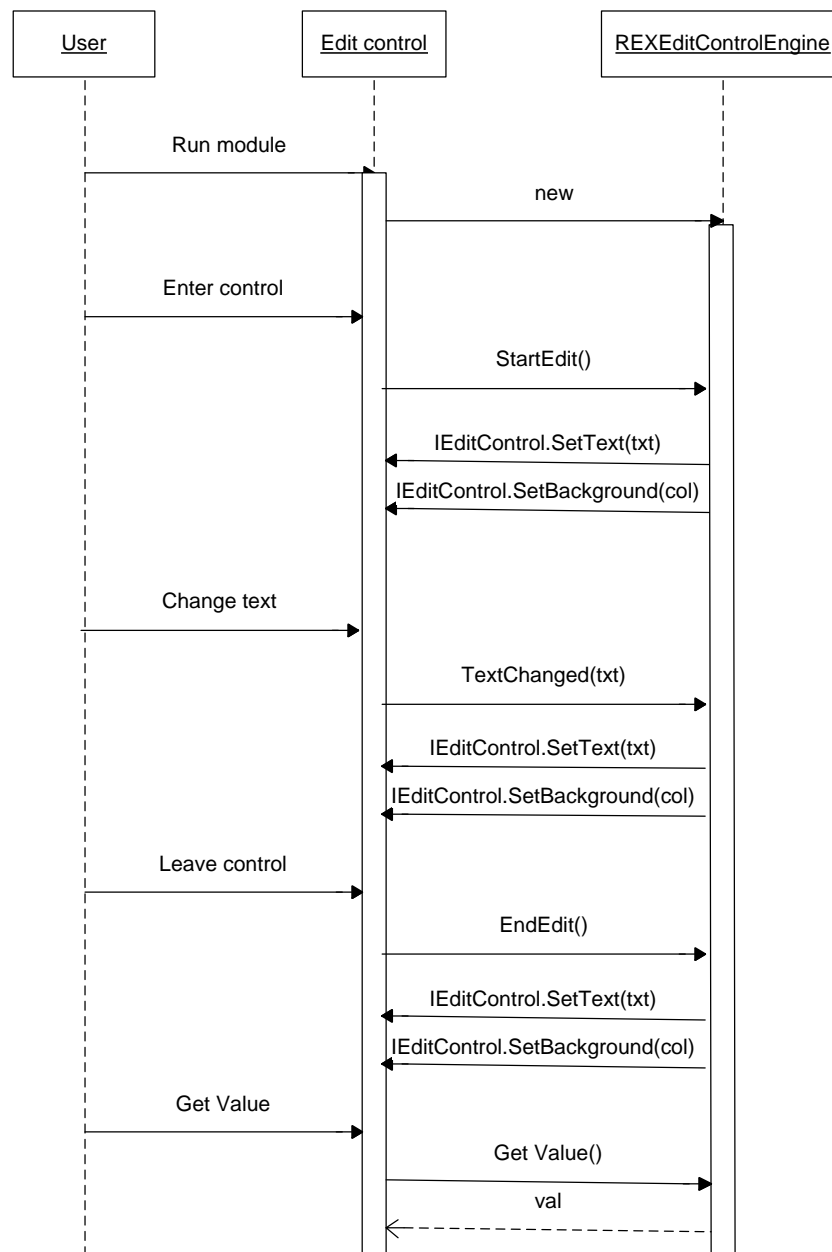 User
Edit control
REXEditControlEngine
Run module
new
Enter control
StartEdit()
IEditControl.SetText(txt)
IEditControl.SetBackground(col)
Change text
TextChanged(txt)
IEditControl.SetText(txt)
IEditControl.SetBackground(col)
Leave control
EndEdit()
IEditControl.SetText(txt)
IEditControl.SetBackground(col)
Get Value
Get Value()
val